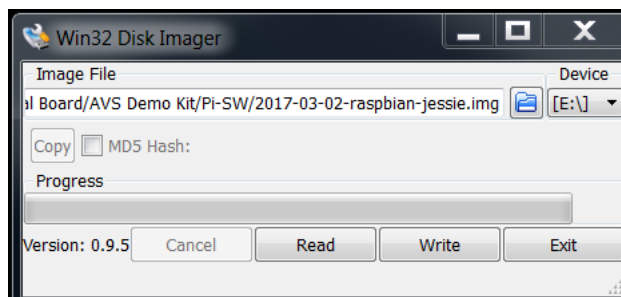 Win32 Disk Imager
Image File
Device
al Board/AVS Demo Kit/Pi-SW/2017-03-02-raspbian-jessie.img
[E:\]
Copy
MD5 Hash:
Progress
Version: 0.9.5
Cancel
Read
Write
Exit